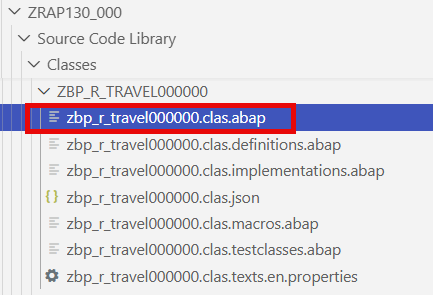 ZRAP130_000
Source Code Library
Classes
ZBP_R_TRAVEL000000
zbp_r_travel000000.clas.abap
zbp_r_travel000000.clas.definitions.abap
zbp_r_travel000000.clas.implementations.abap
{} zbp_r_travel000000.clas.json
zbp_r_travel000000.clas.macros.abap
zbp_r_travel000000.clas.testclasses.abap
zbp_r_travel000000.clas.texts.en.properties